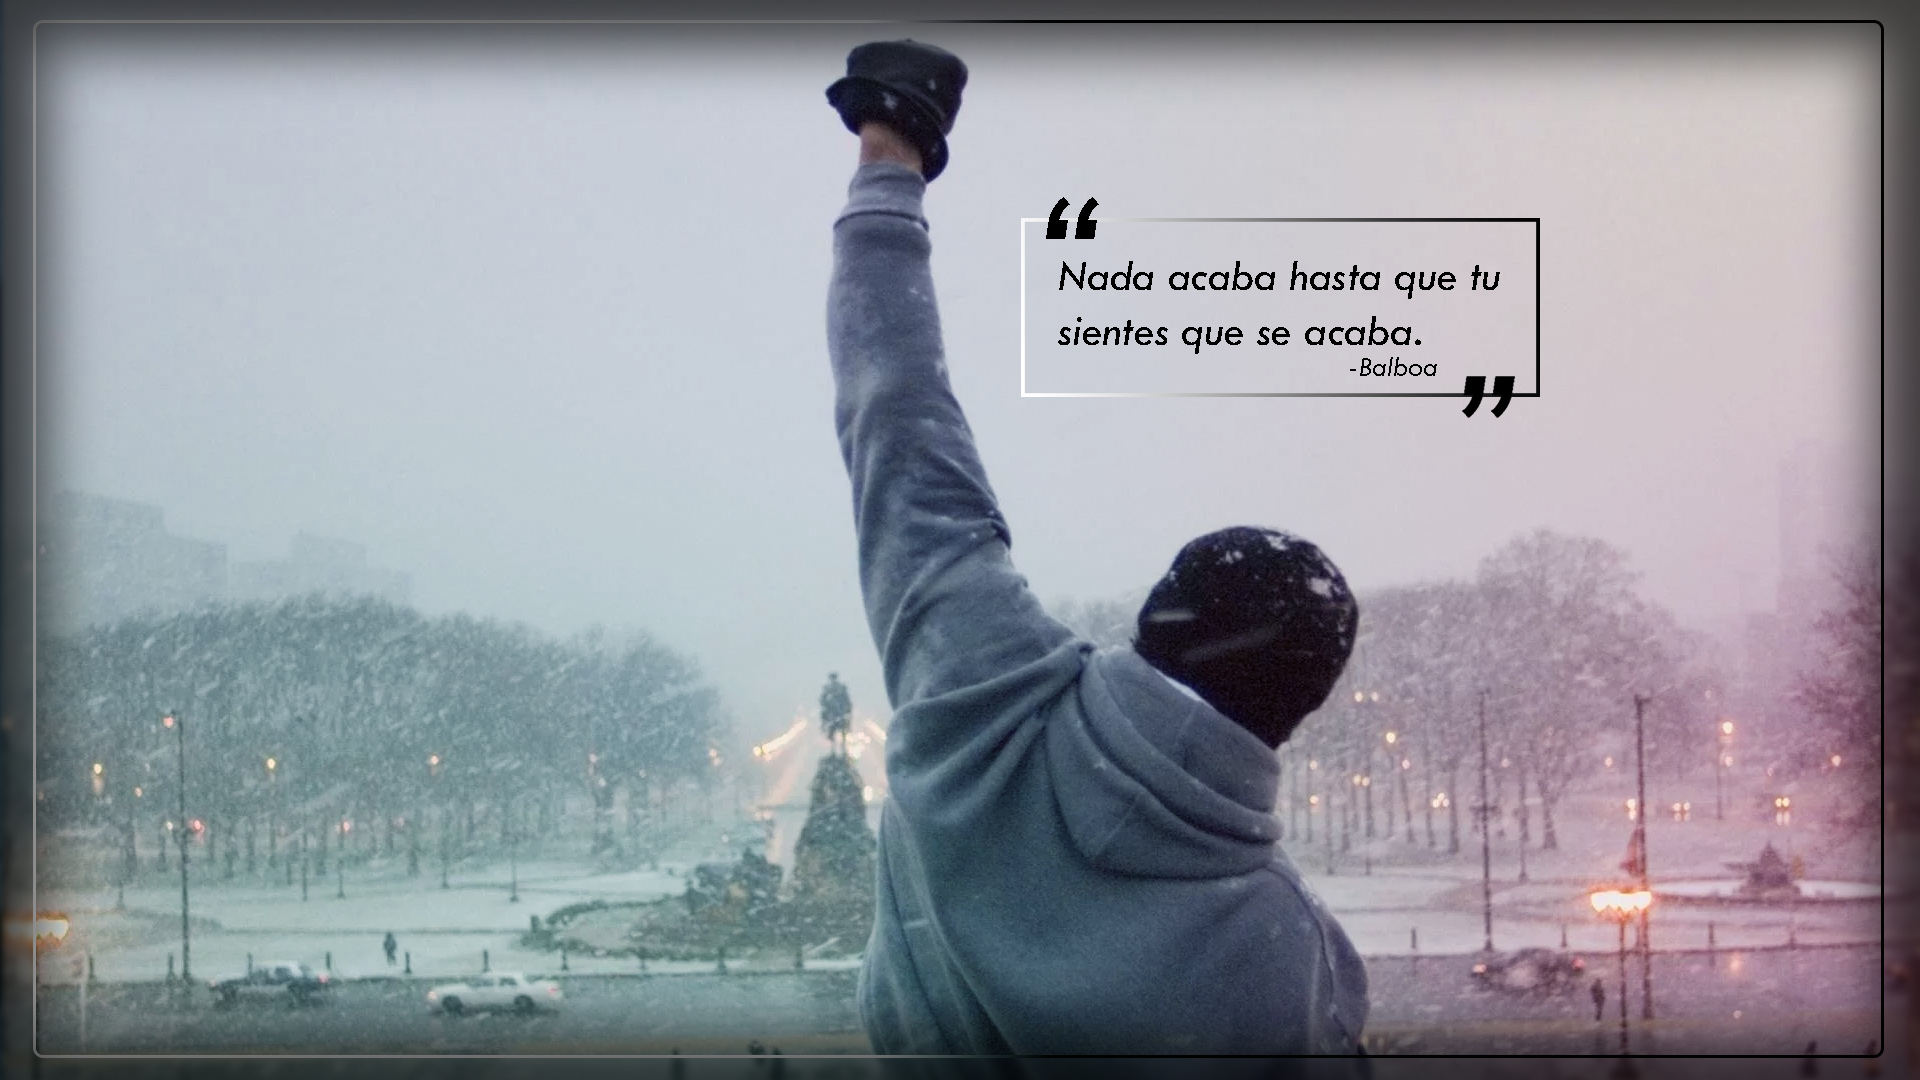 “
Nada acaba hasta que tu
sientes que se acaba.
-Balboa
”